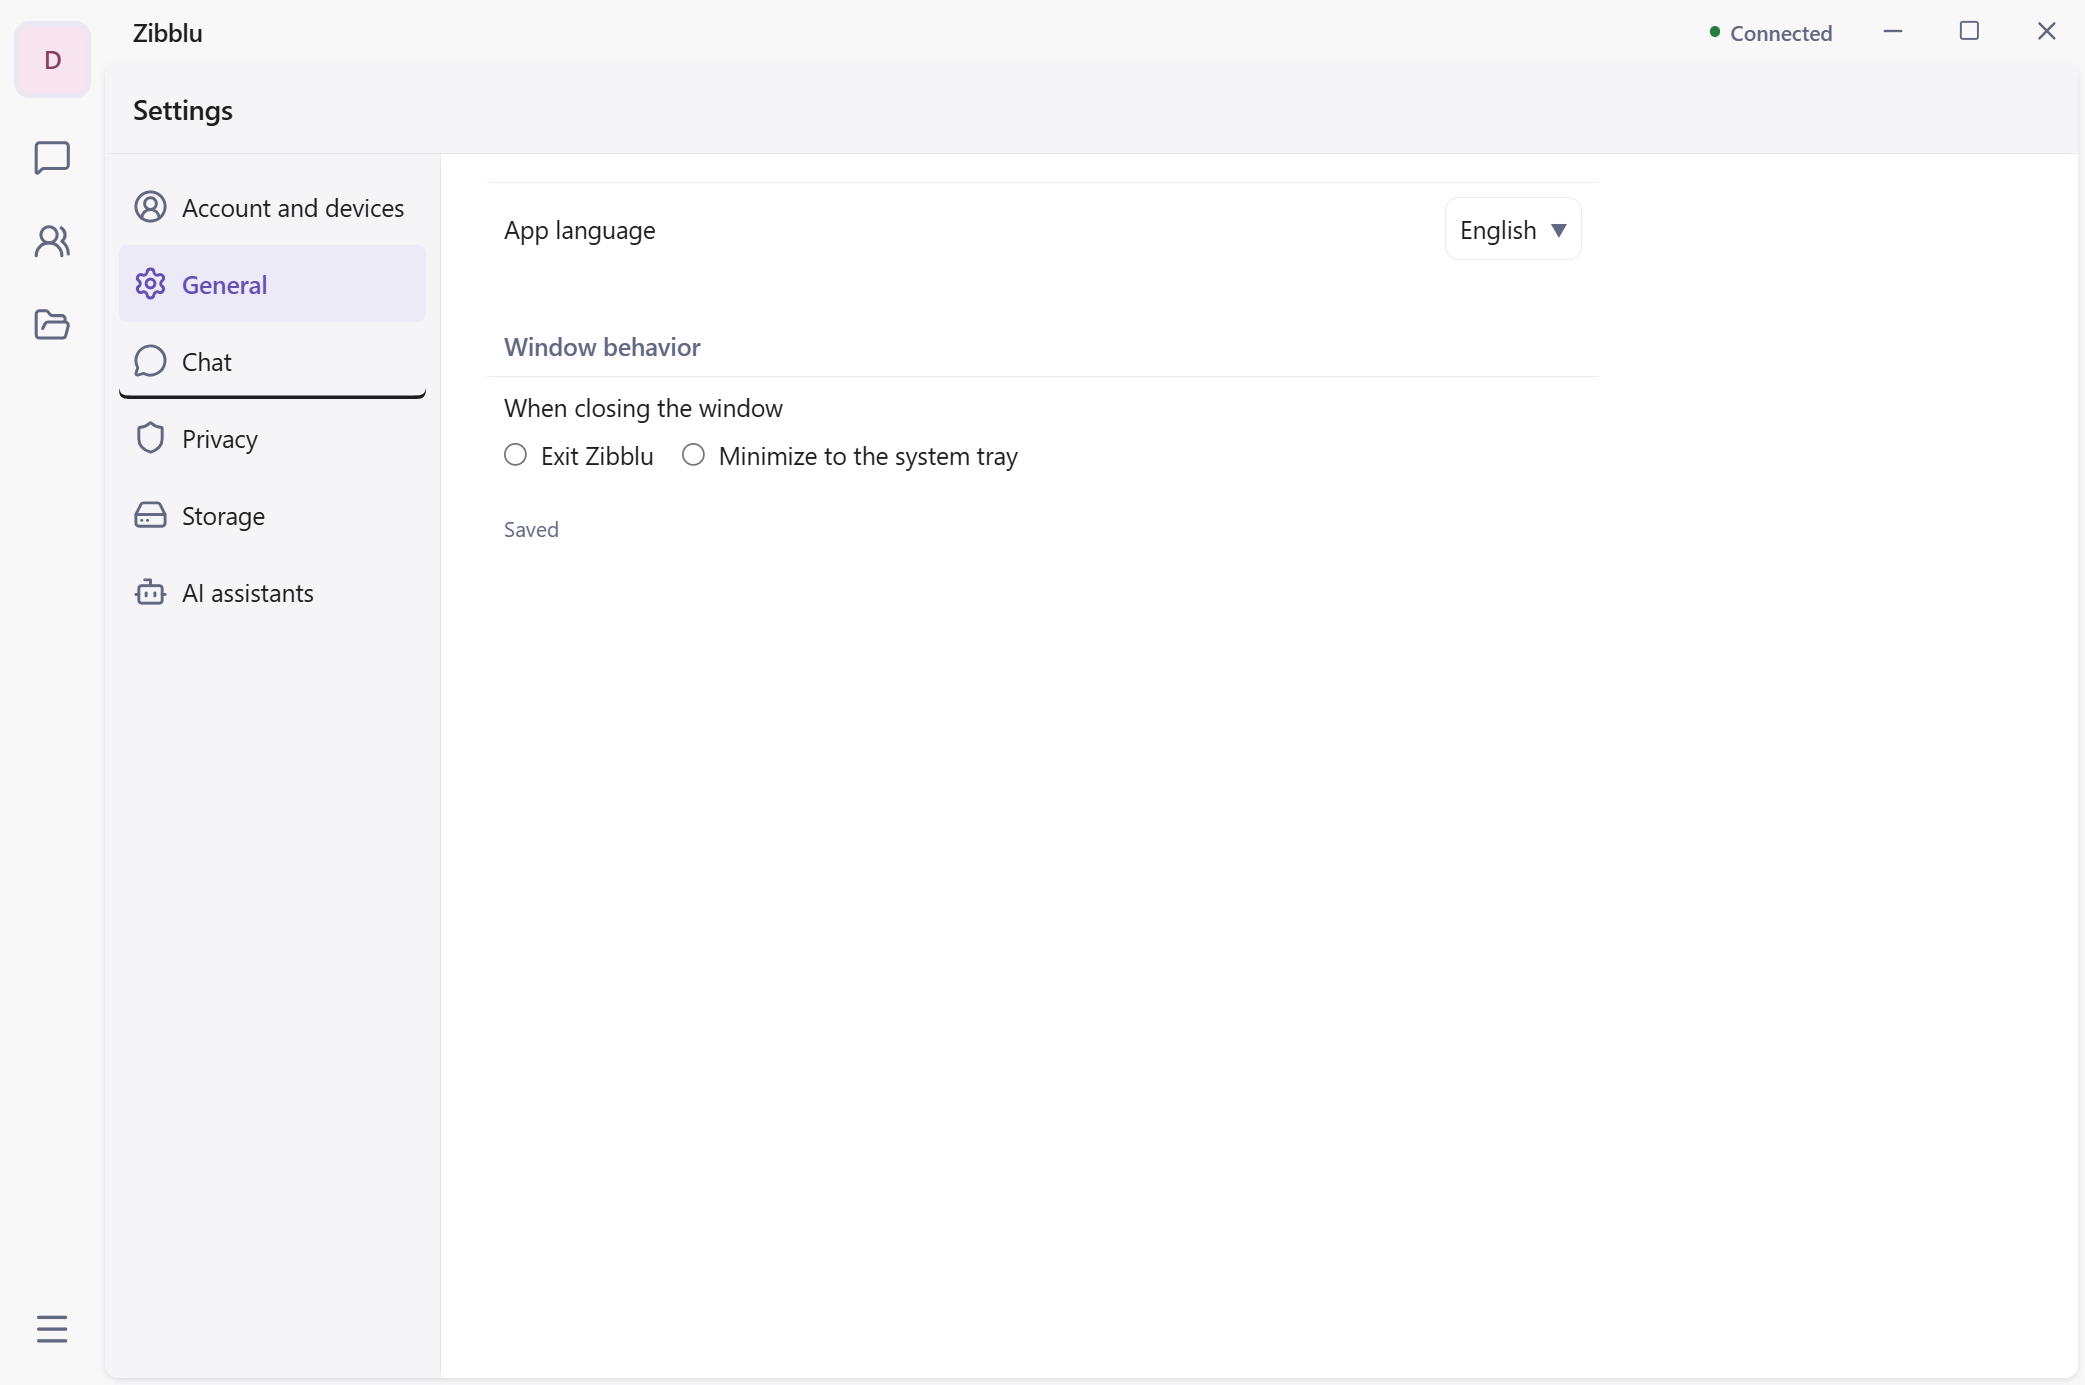 Zibblu
Connected
D
Settings
Account and devices
General
Chat
Privacy
Storage
AI assistants
App language
English
Window behavior
When closing the window
Exit Zibblu
Minimize to the system tray
Saved